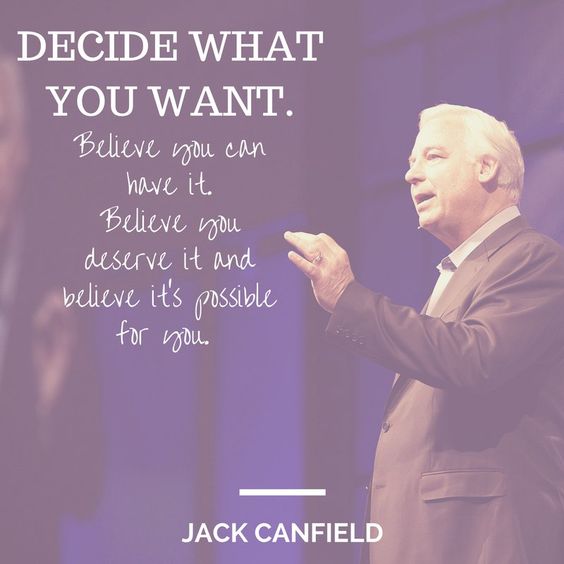 DECIDE WHAT
YOU WANT.
Believe you can
have it.
Believe you
deserve it and
believe it's possible
for you.
JACK CANFIELD